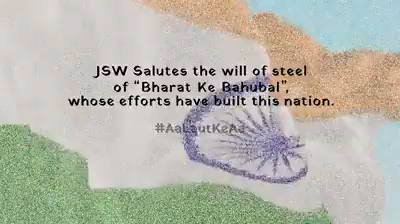 JSW Salutes the will of steel
of “Bharat Ke Bahubal”,
whose efforts have built this nation.
#AaLautKeAa